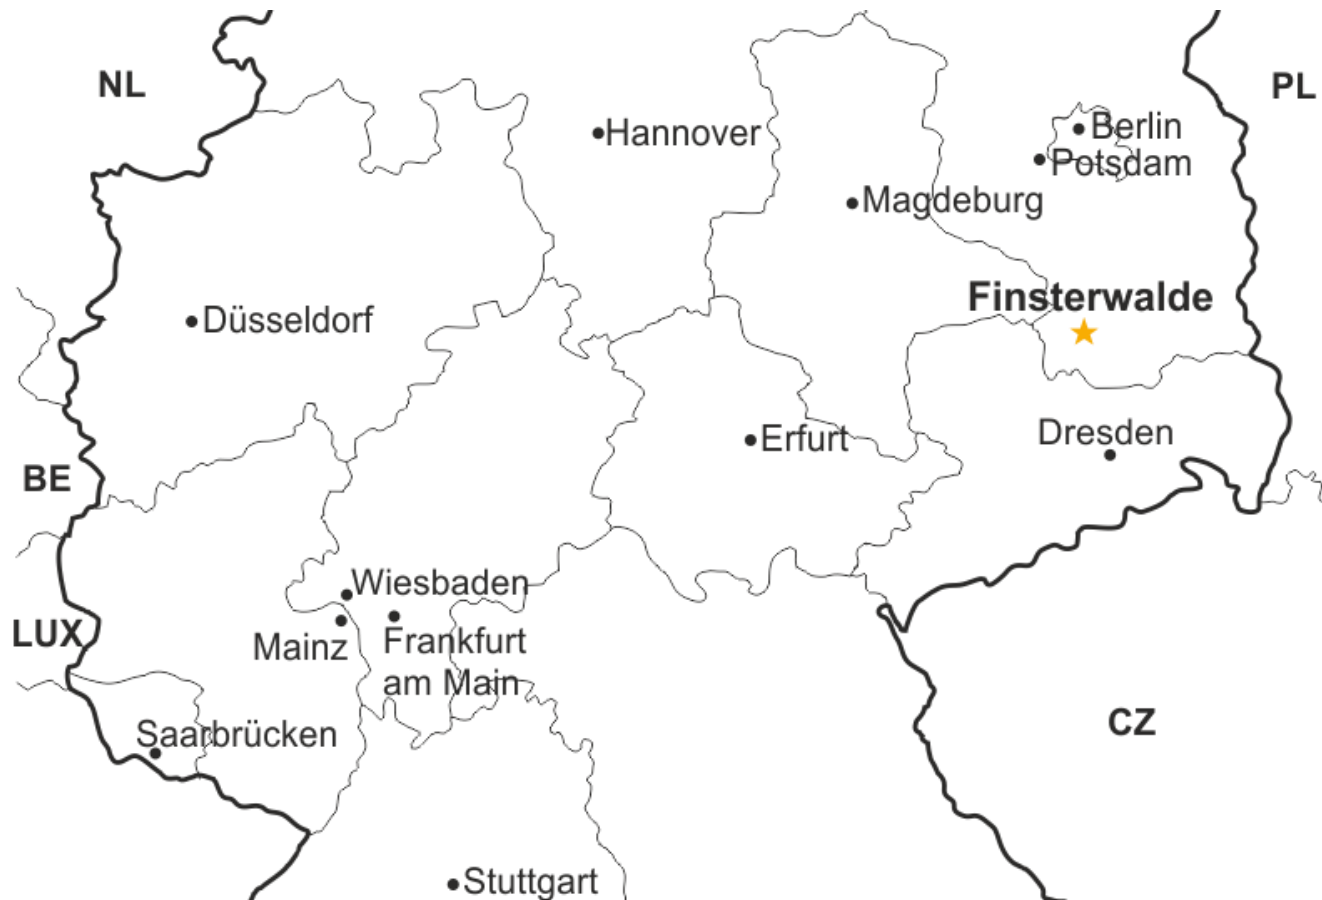 NL
PL
Hannover
Berlin
Potsdam
Magdeburg
Finsterwalde
Düsseldorf
Dresden
Erfurt
BE
Wiesbaden
LUX
Mainz
Frankfurt
am Main
Saarbrücken
CZ
Stuttgart